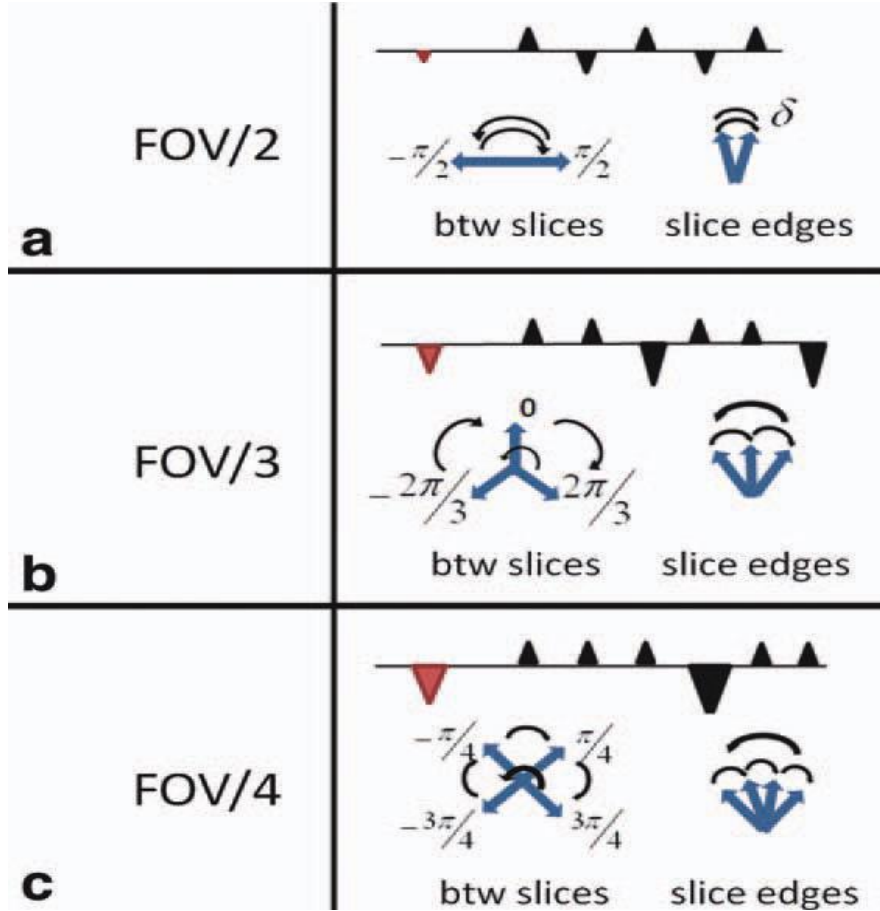 FOV/2
-π/2
π/2
δ
btw slices
slice edges
a
FOV/3
0
-2π/3
2π/3
btw slices
slice edges
b
FOV/4
-π/4
π/4
-3π/4
3π/4
btw slices
slice edges
c